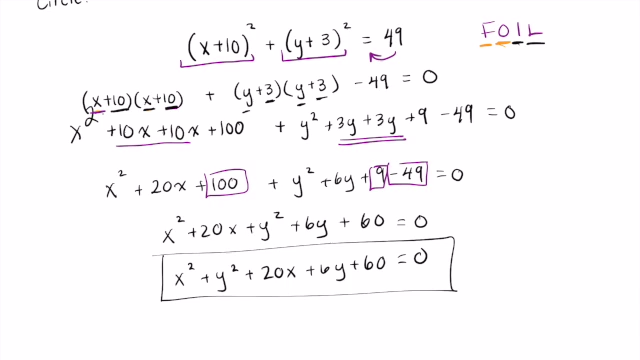 Circle:
(x+10)² + (y+3)² = 49
FOIL
(x+10)(x+10) + (y+3)(y+3) - 49 = 0
x² + 10x + 10x + 100 + y² + 3y + 3y + 9 - 49 = 0
x² + 20x + 100 + y² + 6y + 9 - 49 = 0
x² + 20x + y² + 6y + 60 = 0
x² + y² + 20x + 6y + 60 = 0